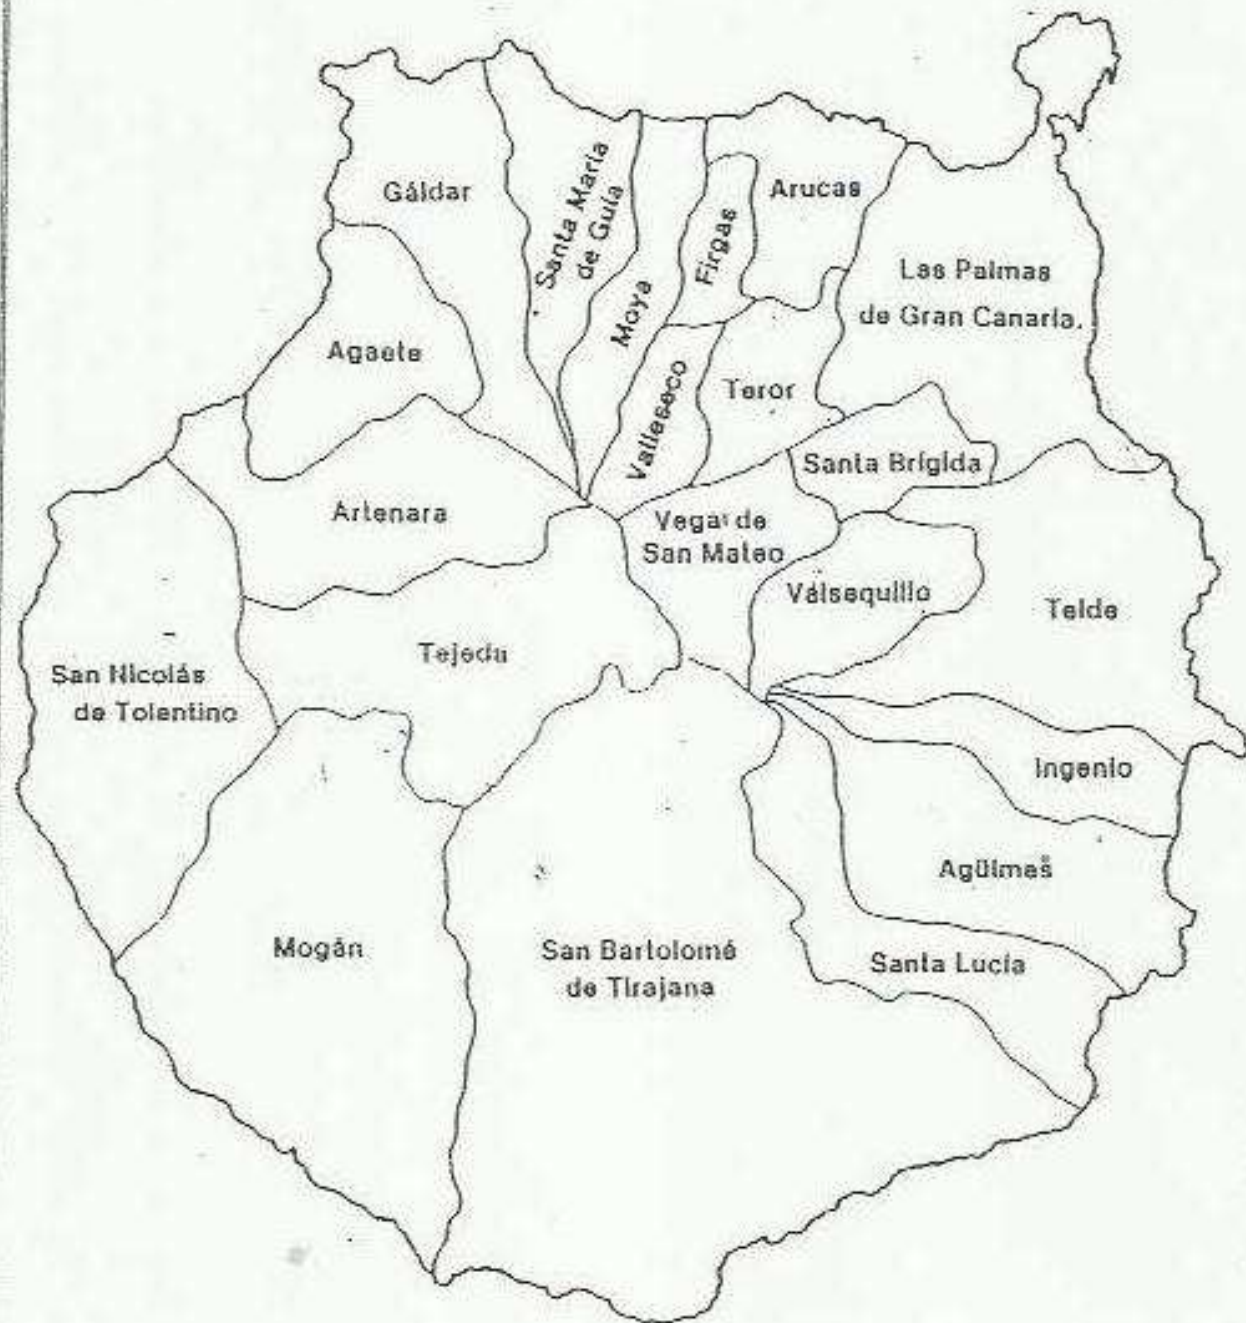 Gáldar
Santa María
de Guía
Moya
Firgas
Arucas
Las Palmas
de Gran Canaria.
Agaete
Valleseco
Teror
Santa Brígida
Artenara
Vega de
San Mateo
Valsequillo
Telde
Tejeda
San Nicolás
de Tolentino
Ingenio
Agüimes
Mogán
San Bartolomé
de Tirajana
Santa Lucía